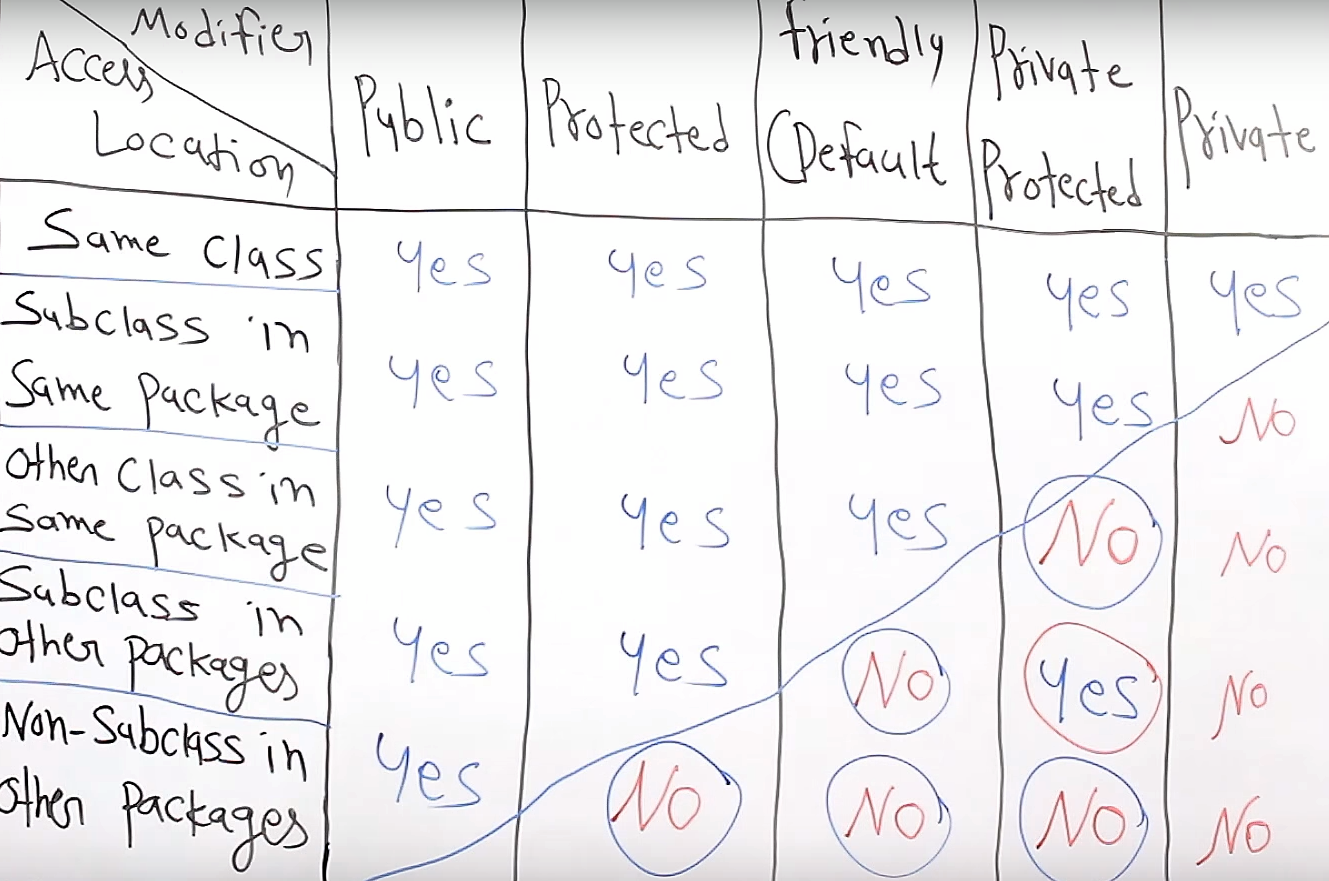 Modifier
Access
Location
Public
Protected
friendly
(Default
Private
Protected
Private
Same Class
Yes Yes Yes Yes Yes
Subclass in
Same Package
Yes Yes Yes Yes No
Other Class in
Same package
Yes Yes Yes No No
Subclass in
other packages
Yes Yes No Yes No
Non-Subclass in
other packages
Yes No No No No